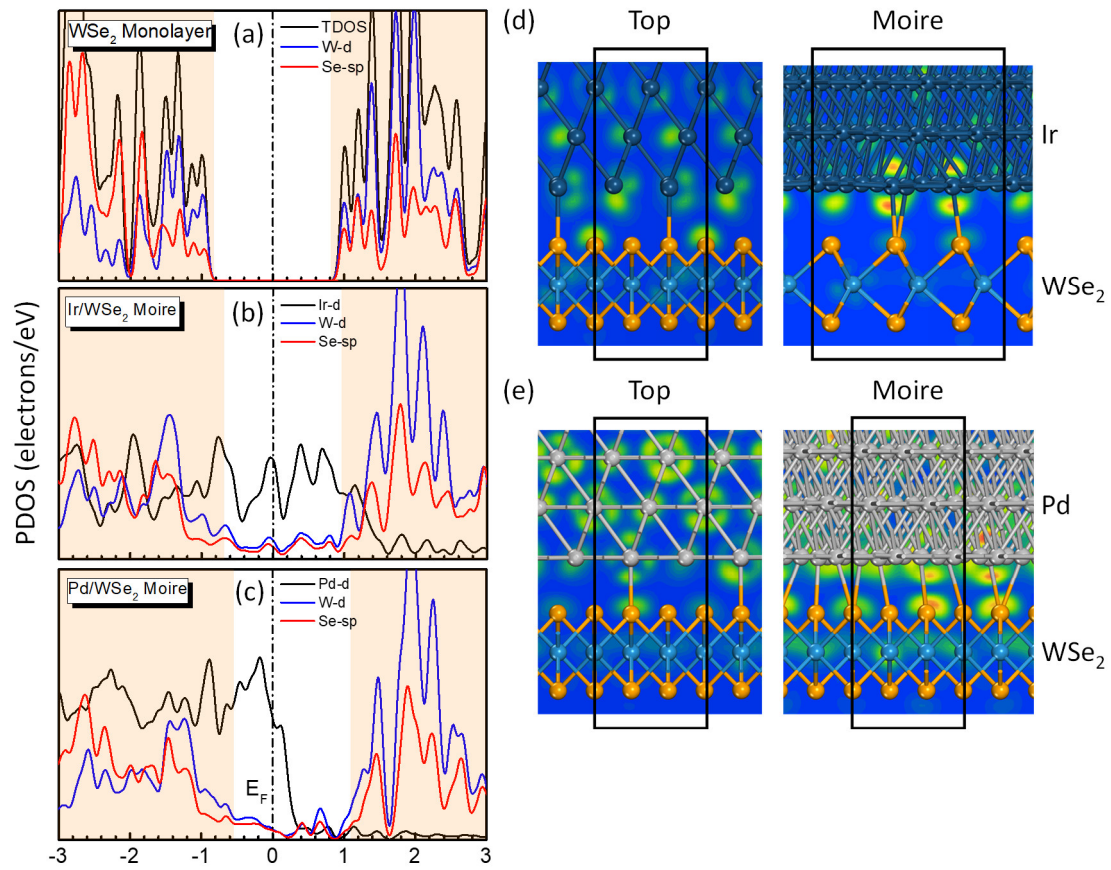 WSe₂ Monolayer
(a)
TDOS
W-d
Se-sp
Ir/WSe₂ Moire
(b)
Ir-d
W-d
Se-sp
Pd/WSe₂ Moire
(c)
Pd-d
W-d
Se-sp
E_F
PDOS (electrons/eV)
-3 -2 -1 0 1 2 3
(d)
Top
Moire
Ir
WSe₂
(e)
Top
Moire
Pd
WSe₂